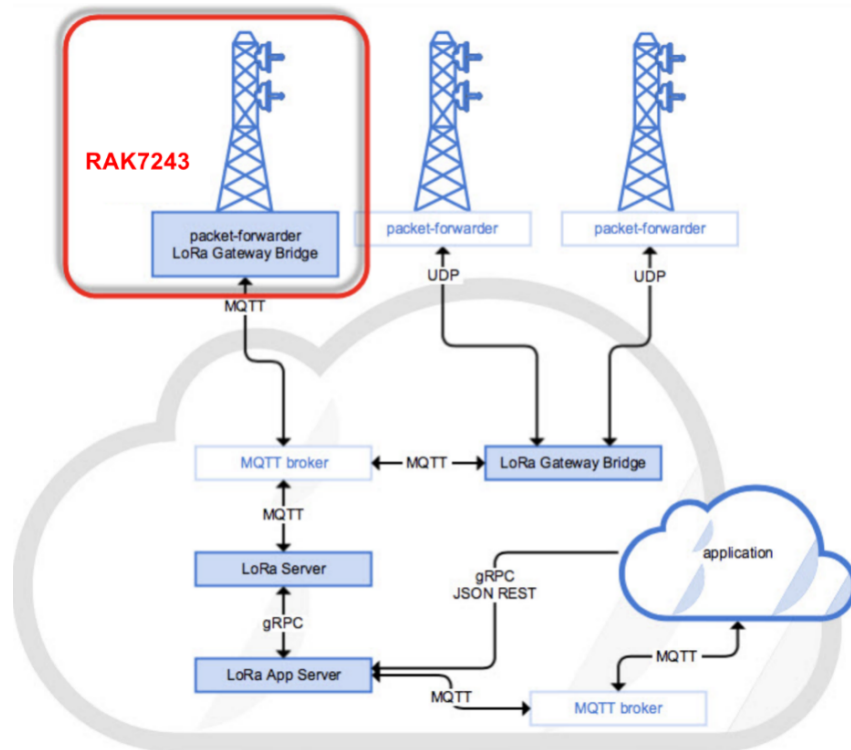 RAK7243
packet-forwarder
LoRa Gateway Bridge
packet-forwarder
packet-forwarder
MQTT
UDP
UDP
MQTT broker
MQTT
LoRa Gateway Bridge
MQTT
LoRa Server
gRPC
JSON REST
application
gRPC
LoRa App Server
MQTT
MQTT
MQTT broker